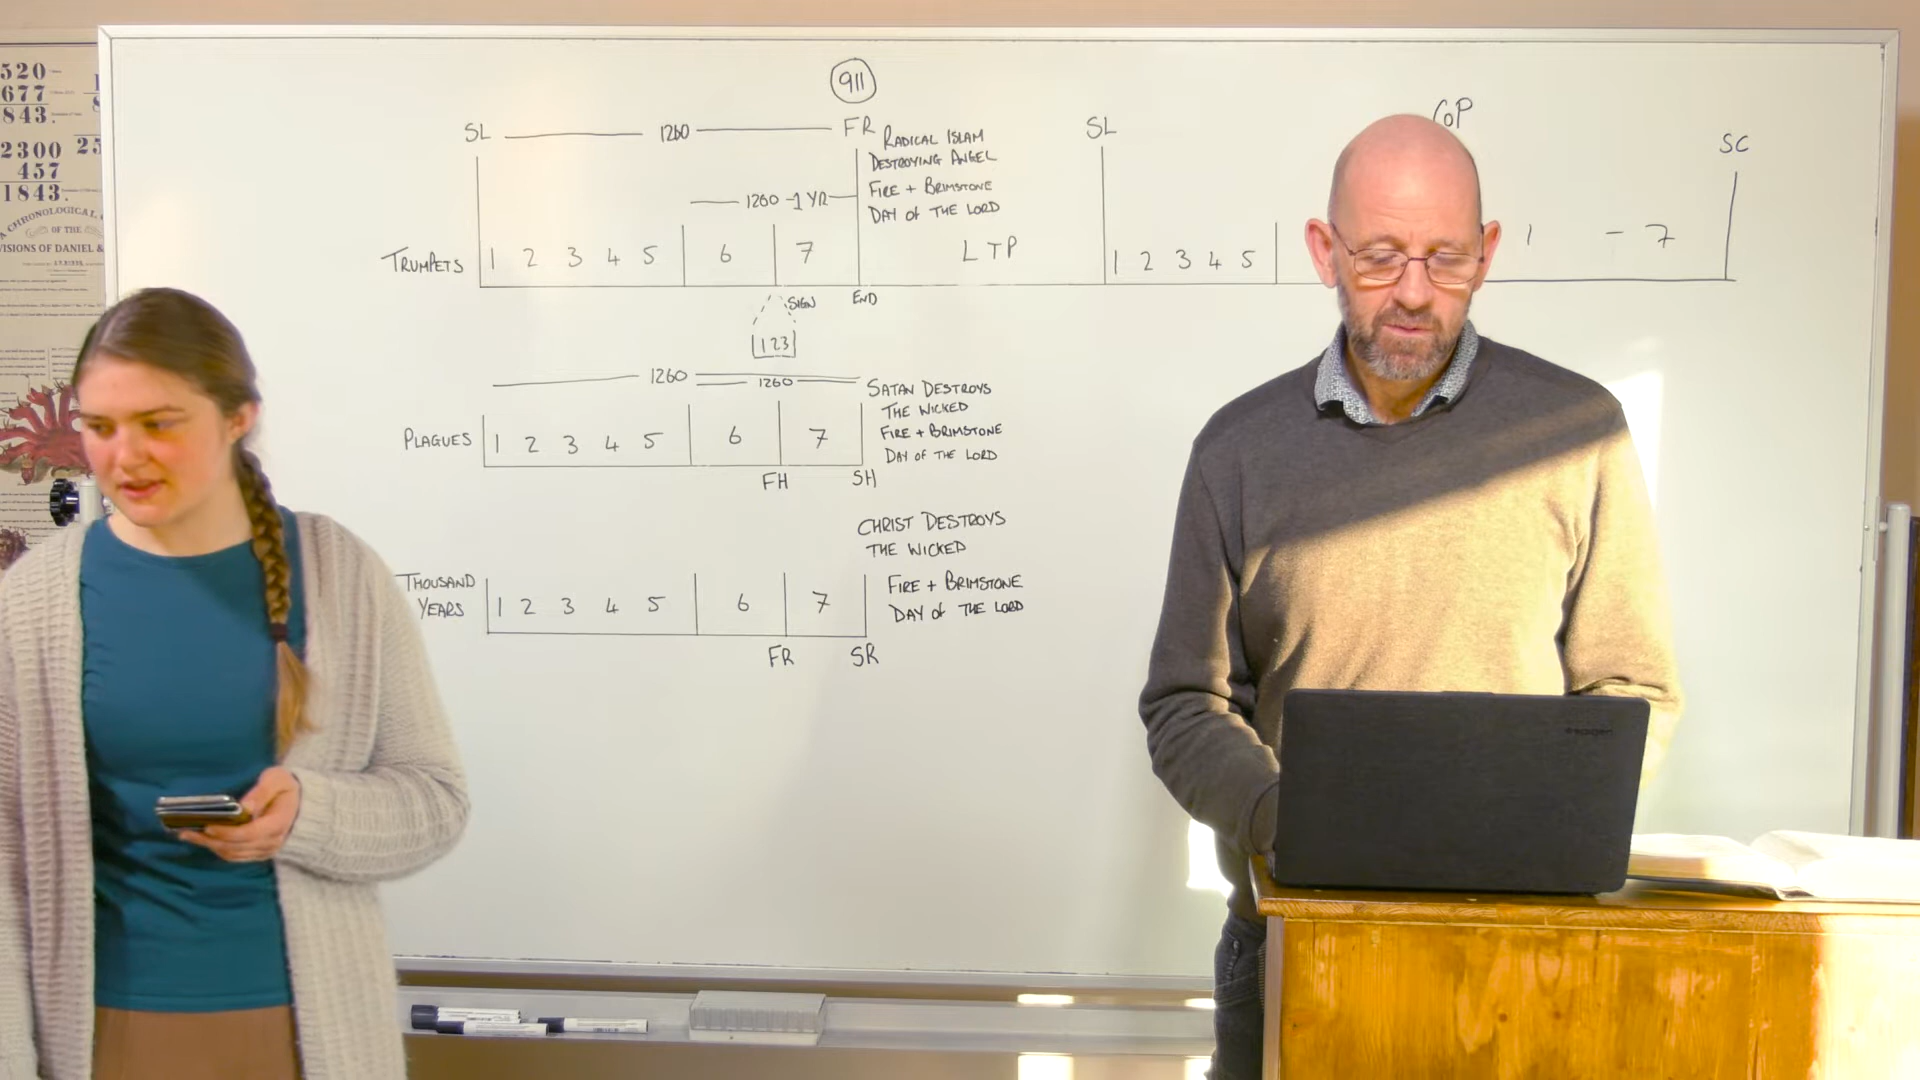 911
SL 1260 FR
RADICAL ISLAM
DESTROYING ANGEL
FIRE + BRIMSTONE
DAY OF THE LORD
1260 -1 YR
TRUMPETS 1 2 3 4 5 6 7
LTP
SIGN
END
123
SL
COP
SC
1 2 3 4 5
1 - 7
1260
1260
SATAN DESTROYS
THE WICKED
FIRE + BRIMSTONE
DAY OF THE LORD
PLAGUES 1 2 3 4 5 6 7
FH SH
CHRIST DESTROYS
THE WICKED
FIRE + BRIMSTONE
DAY OF THE LORD
THOUSAND
YEARS 1 2 3 4 5 6 7
FR SR
520
677
843.
2300
457
1843.
25
A CHRONOLOGICAL
OF THE
VISIONS OF DANIEL &